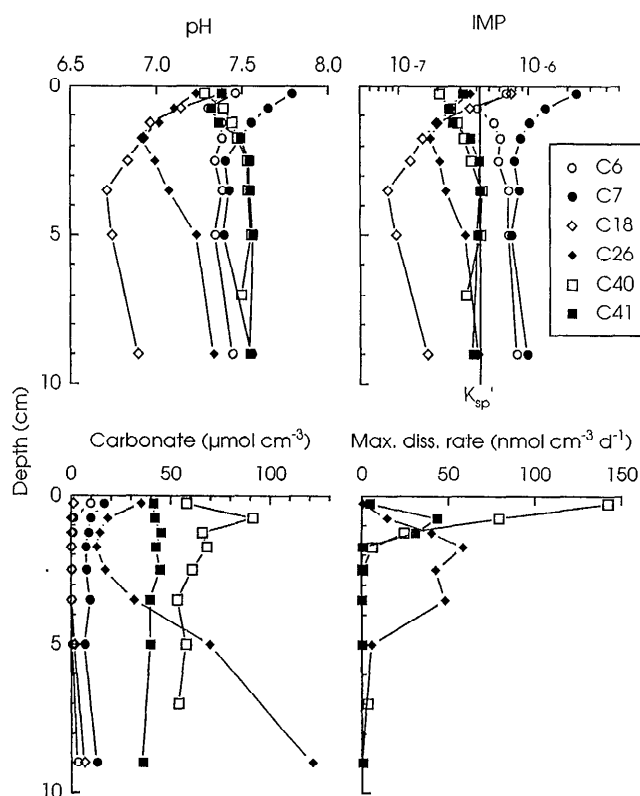 pH
IMP
6.5 7.0 7.5 8.0
10⁻⁷ 10⁻⁶
0
5
10
C6
C7
C18
C26
C40
C41
Kₛₚ'
Depth (cm)
Carbonate (μmol cm⁻³)
Max. diss. rate (nmol cm⁻³ d⁻¹)
0 50 100
0 50 100 150
0
5
10